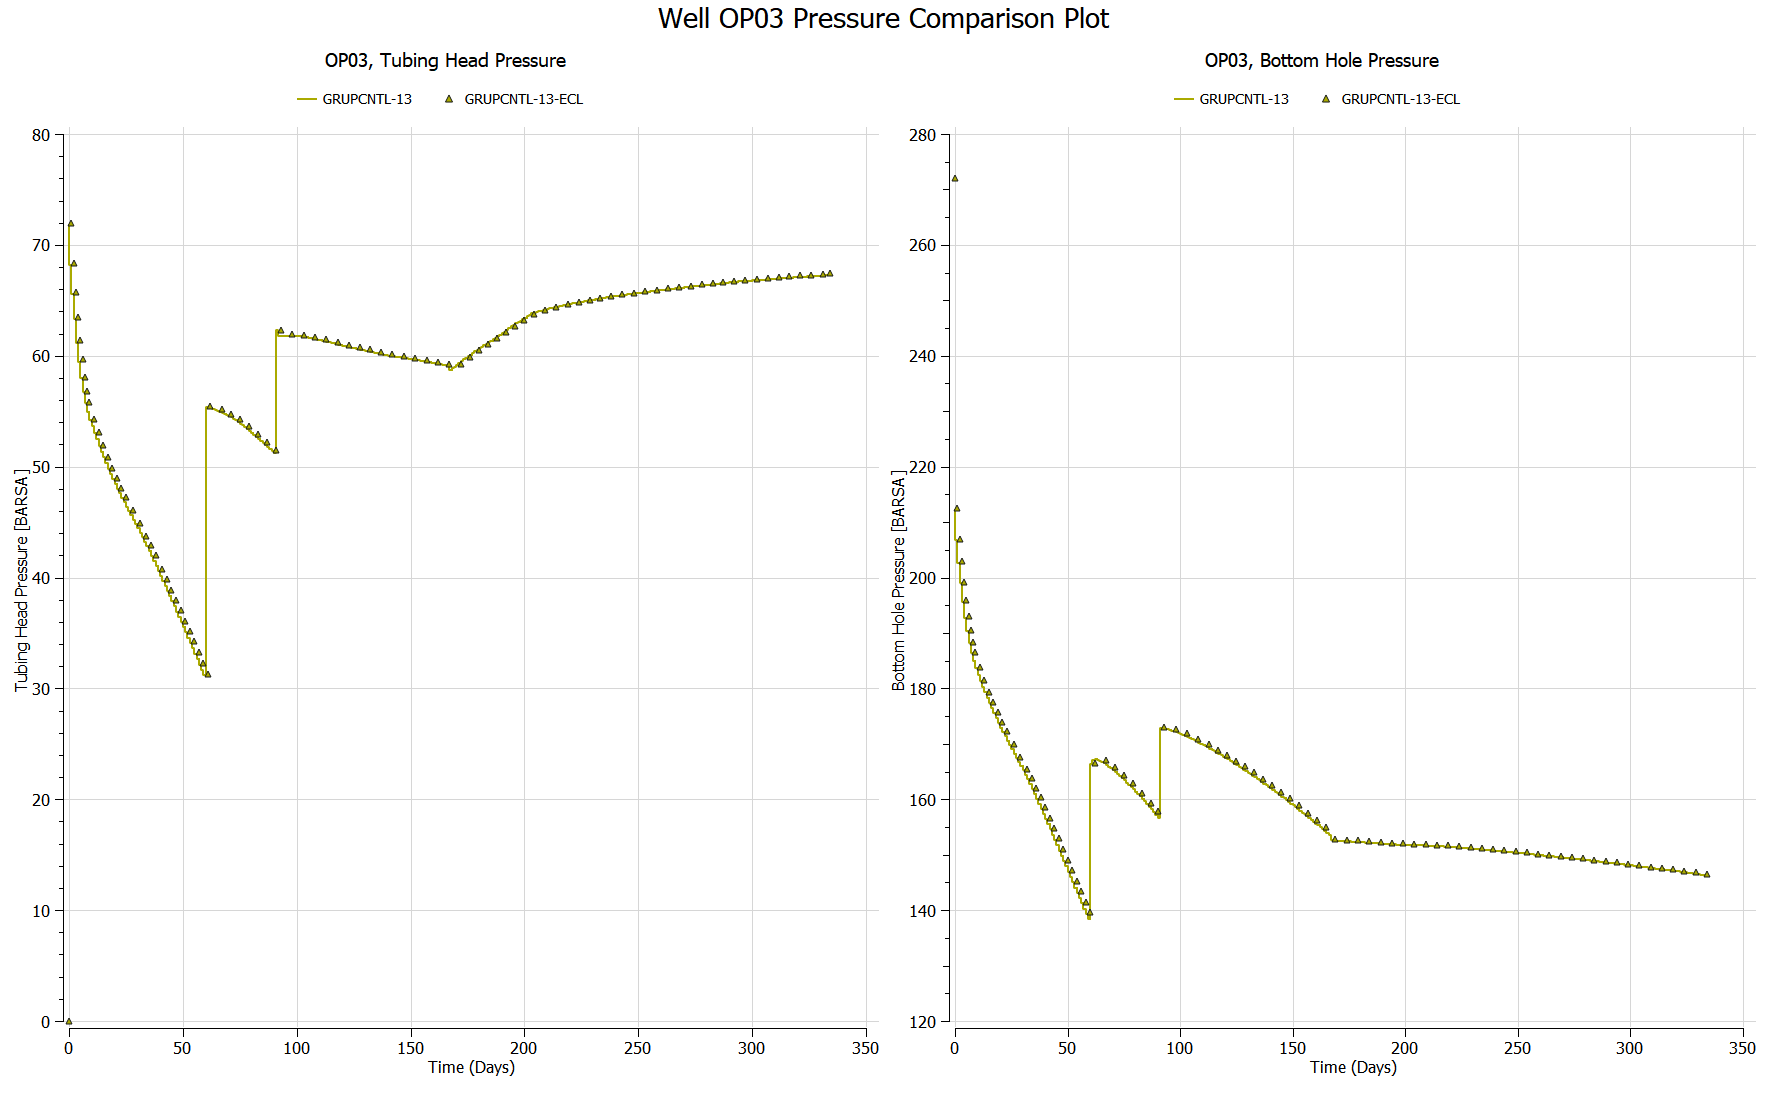 Well OP03 Pressure Comparison Plot
OP03, Tubing Head Pressure
GRUPCNTL-13
GRUPCNTL-13-ECL
80
70
60
50
40
30
20
10
0
Tubing Head Pressure [BARSA]
0 50 100 150 200 250 300 350
Time (Days)
OP03, Bottom Hole Pressure
GRUPCNTL-13
GRUPCNTL-13-ECL
280
260
240
220
200
180
160
140
120
Bottom Hole Pressure [BARSA]
0 50 100 150 200 250 300 350
Time (Days)